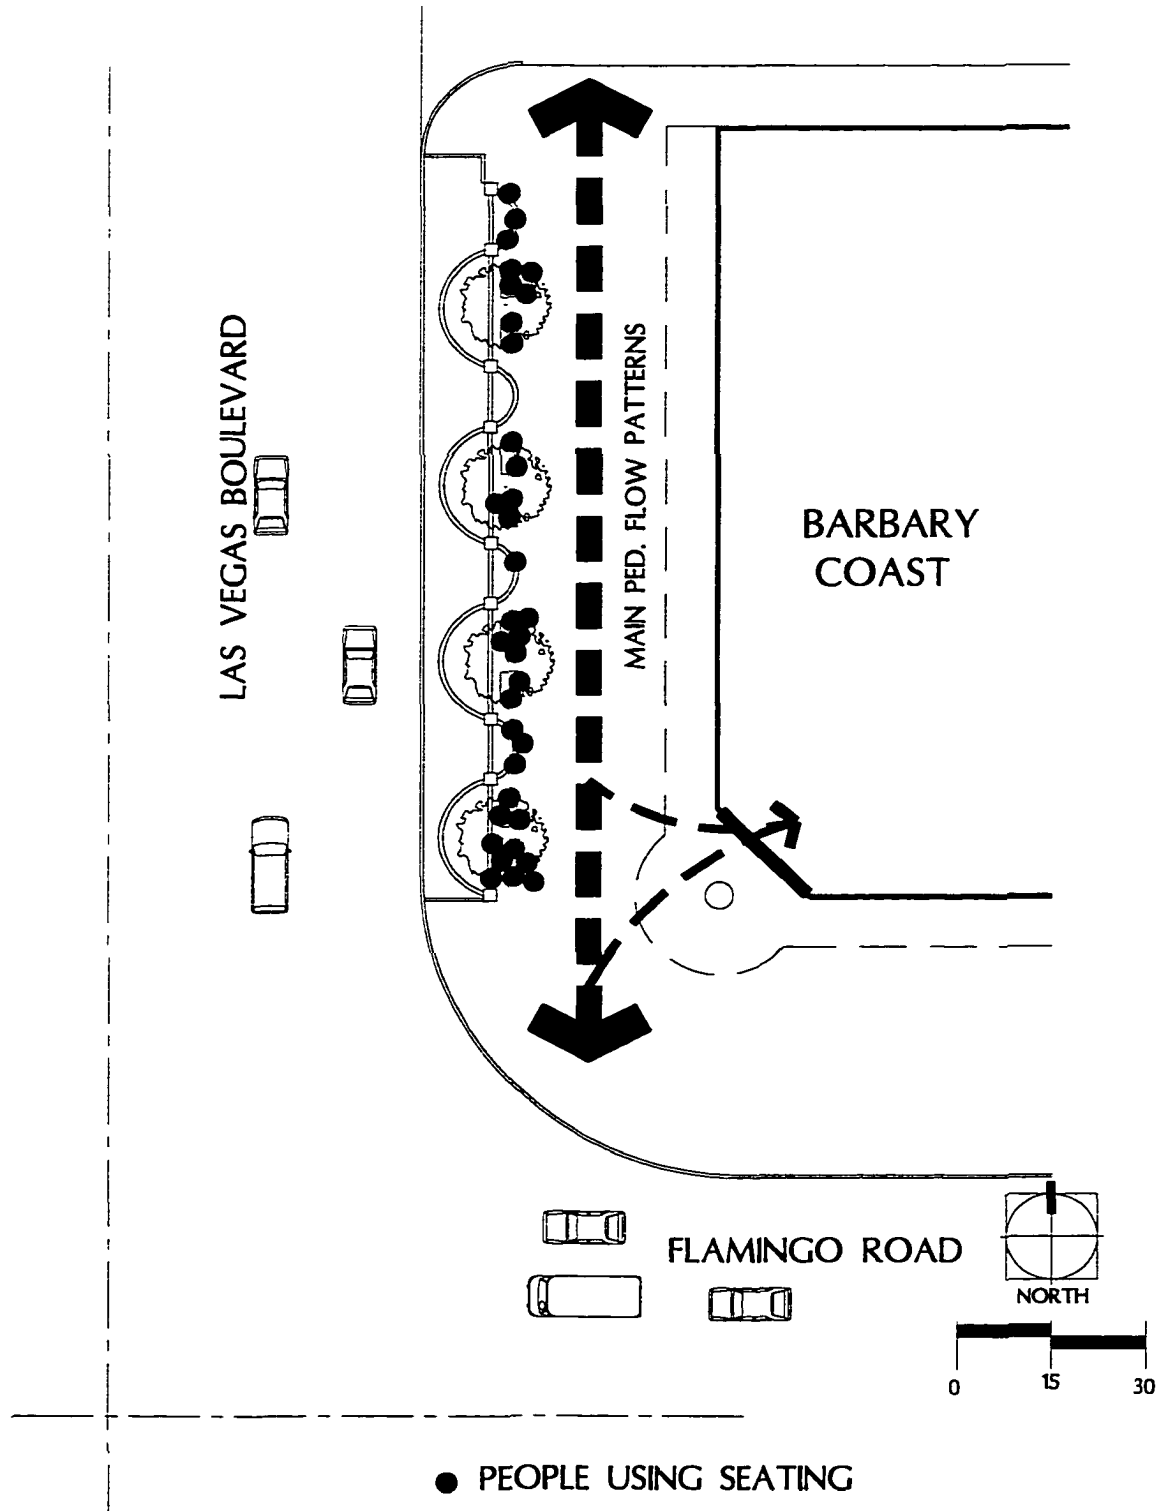 LAS VEGAS BOULEVARD
MAIN PED. FLOW PATTERNS
BARBARY
COAST
FLAMINGO ROAD
NORTH
0 15 30
PEOPLE USING SEATING